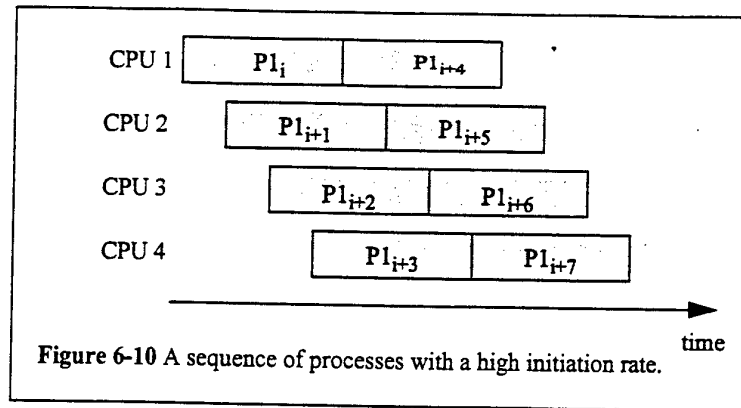 CPU 1 P1i P1i+4
CPU 2 P1i+1 P1i+5
CPU 3 P1i+2 P1i+6
CPU 4 P1i+3 P1i+7
time
Figure 6-10 A sequence of processes with a high initiation rate.